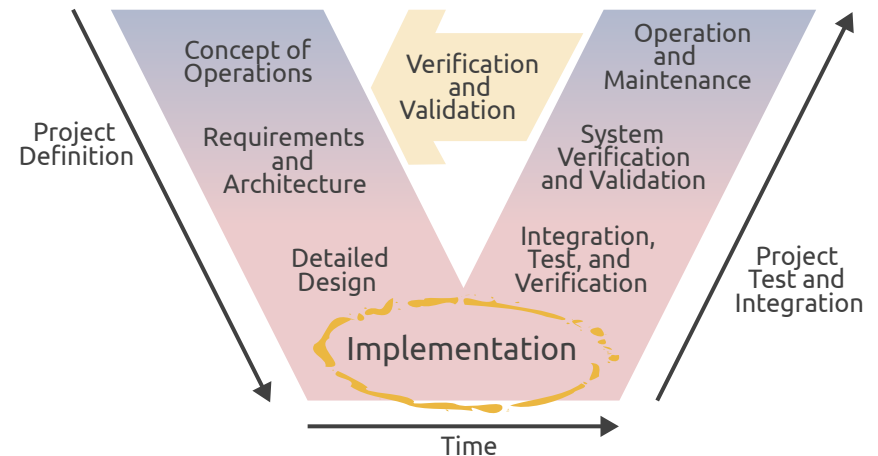 Concept of
Operations
Verification
and
Validation
Operation
and
Maintenance
Project
Definition
Requirements
and
Architecture
System
Verification
and Validation
Detailed
Design
Integration,
Test, and
Verification
Project
Test and
Integration
Implementation
Time